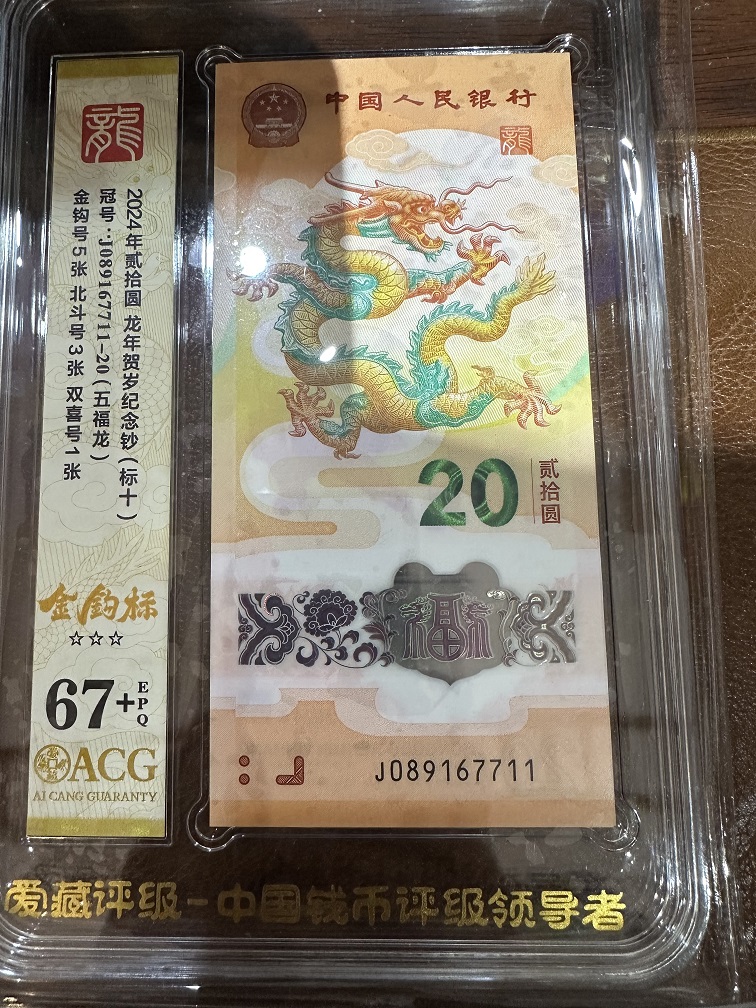 龍
2024年贰拾圆 龙年贺岁纪念钞(标十)
冠号:J089167711-20(五福龙)
金钩号5张 北斗号3张 双喜号1张
金钩标
☆☆☆
67+
EPQ
ACG
AI CANG GUARANTY
中国人民银行
龍
20
贰拾圆
福
J089167711
爱藏评级-中国钱币评级领导者